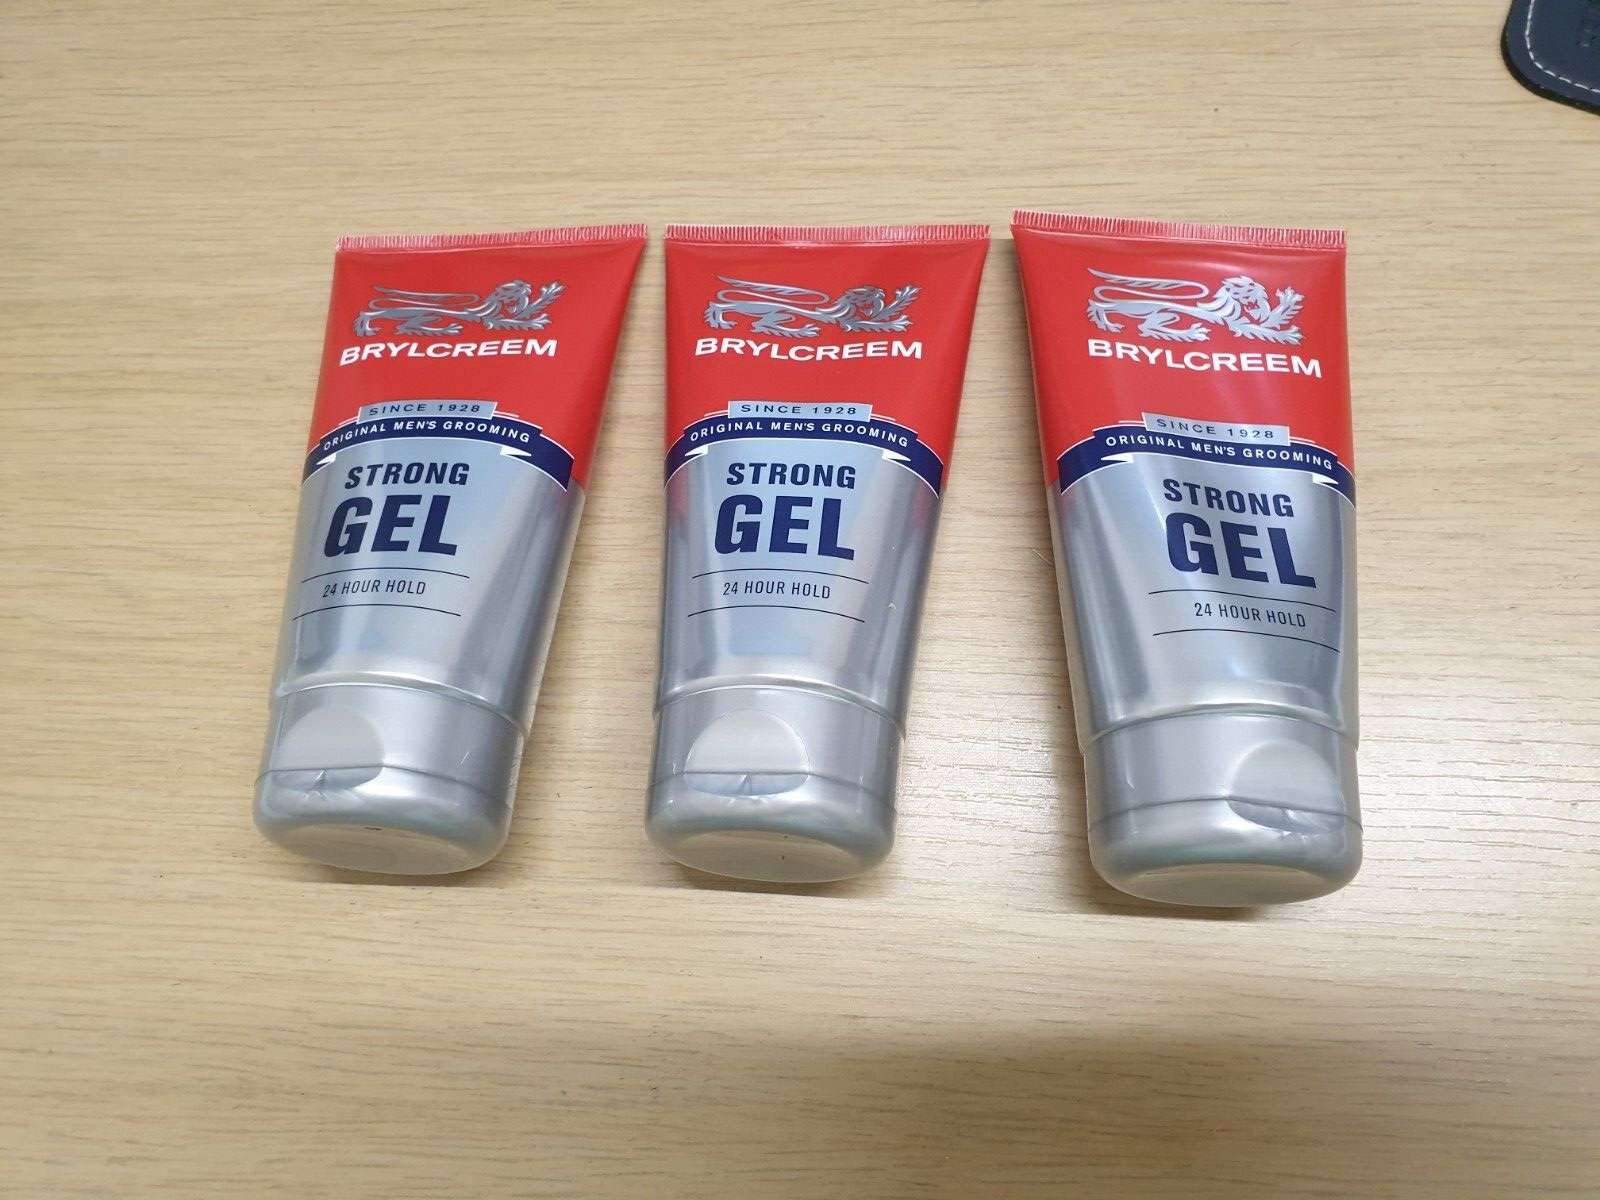 BRYLCREEM
SINCE 1928
ORIGINAL MEN'S GROOMING
STRONG
GEL
24 HOUR HOLD
BRYLCREEM
SINCE 1928
ORIGINAL MEN'S GROOMING
STRONG
GEL
24 HOUR HOLD
BRYLCREEM
SINCE 1928
ORIGINAL MEN'S GROOMING
STRONG
GEL
24 HOUR HOLD